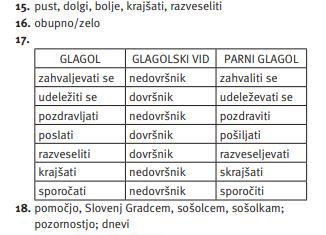 15. pust, dolgi, bolje, krajšati, razveseliti
16. obupno/zelo
17.
GLAGOL GLAGOLSKI VID PARNI GLAGOL
zahvaljevati se nedovršnik zahvaliti se
udeležiti se dovršnik udeleževati se
pozdravljati nedovršnik pozdraviti
poslati dovršnik pošiljati
razveseliti dovršnik razveseljevati
krajšati nedovršnik skrajšati
sporočati nedovršnik sporočiti
18. pomočjo, Slovenj Gradcem, sošolcem, sošolkam;
pozornostjo; dnevi